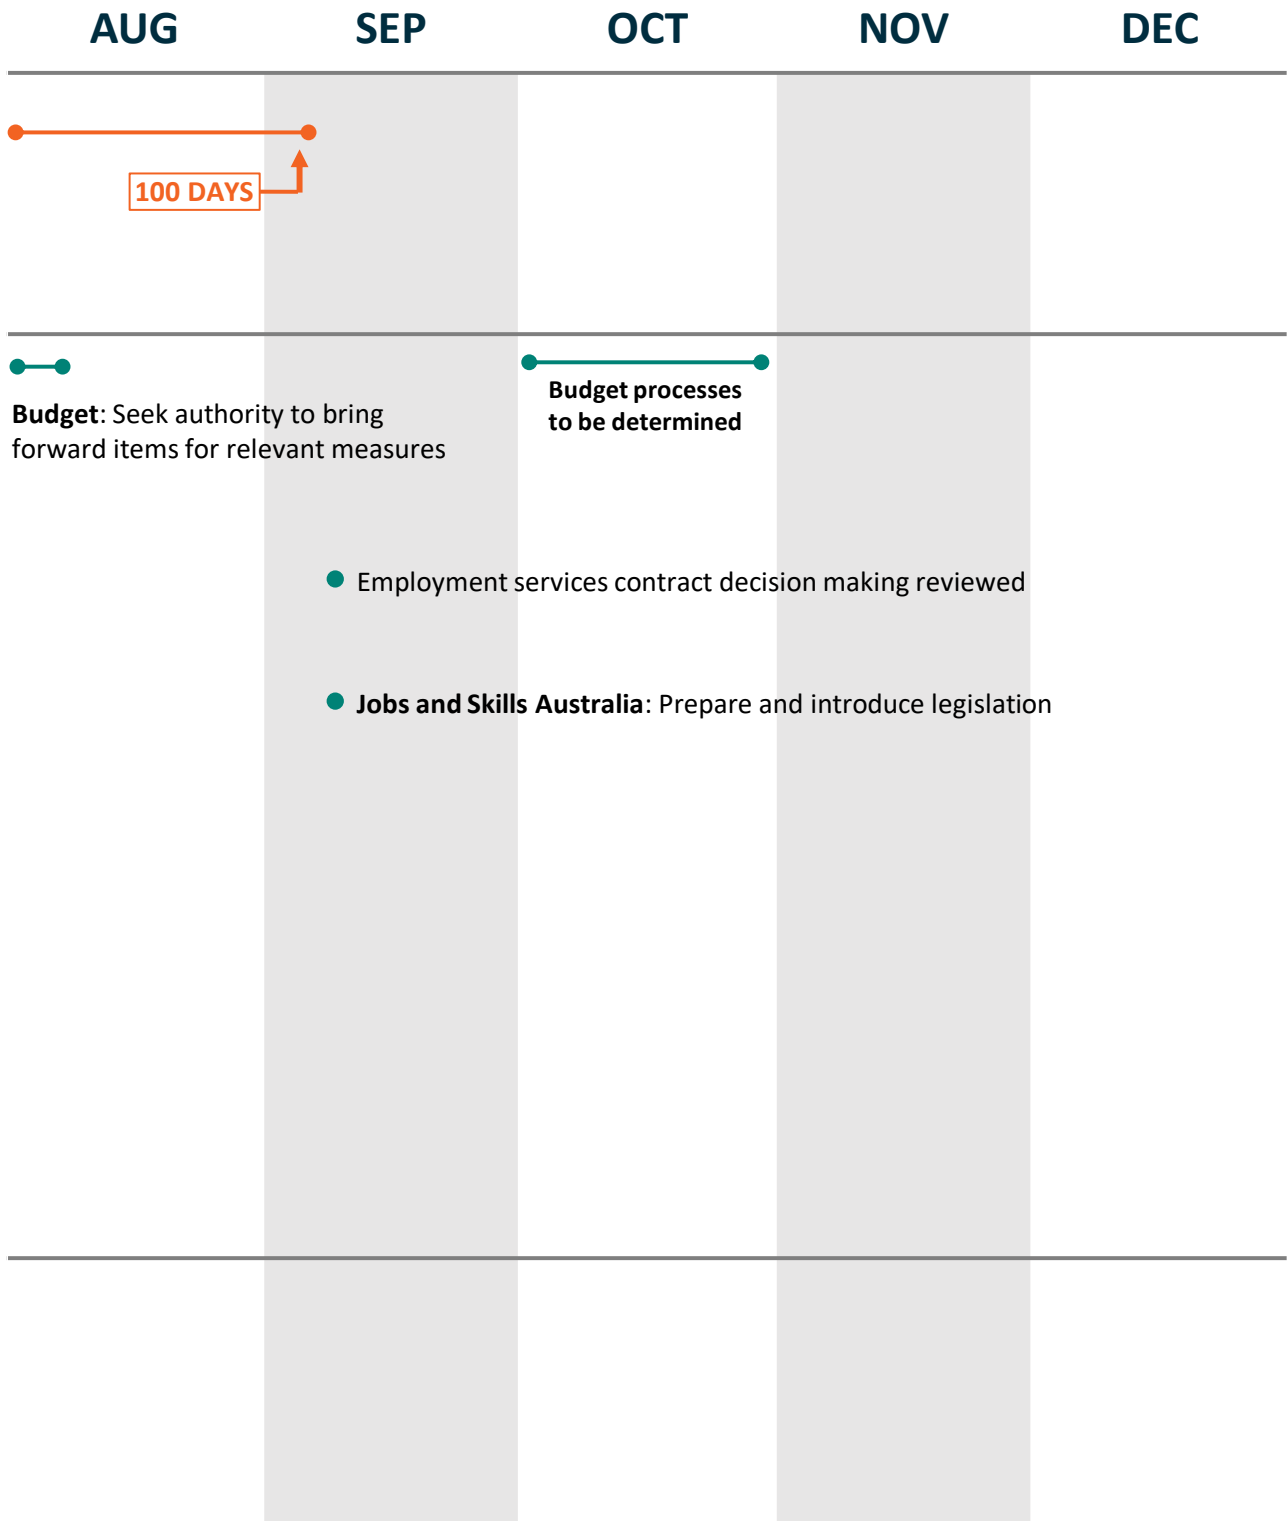 AUG SEP OCT NOV DEC
100 DAYS
Budget: Seek authority to bring
forward items for relevant measures
Budget processes
to be determined
Employment services contract decision making reviewed
Jobs and Skills Australia: Prepare and introduce legislation